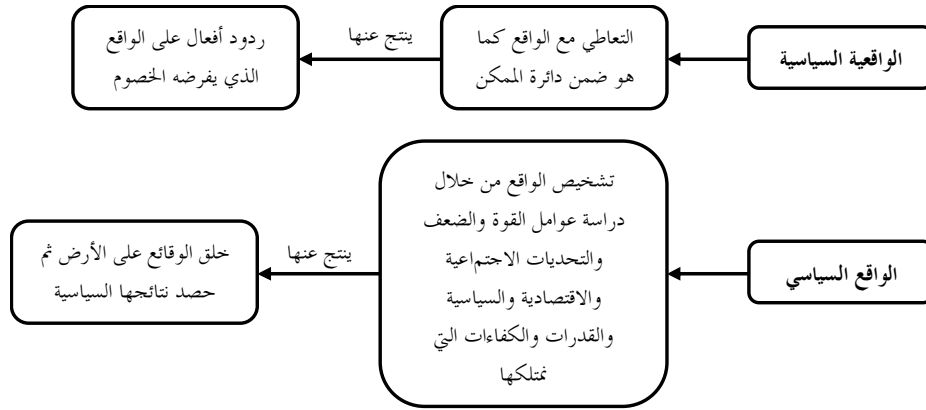 الواقعية السياسية
التعاطي مع الواقع كما
هو ضمن دائرة الممكن
ينتج عنها
ردود أفعال على الواقع
الذي يفرضه الخصوم
الواقع السياسي
تشخيص الواقع من خلال
دراسة عوامل القوة والضعف
والتحديات الاجتماعية
والاقتصادية والسياسية
والقدرات والكفاءات التي
نمتلكها
ينتج عنها
خلق الوقائع على الأرض ثم
حصد نتائجها السياسية